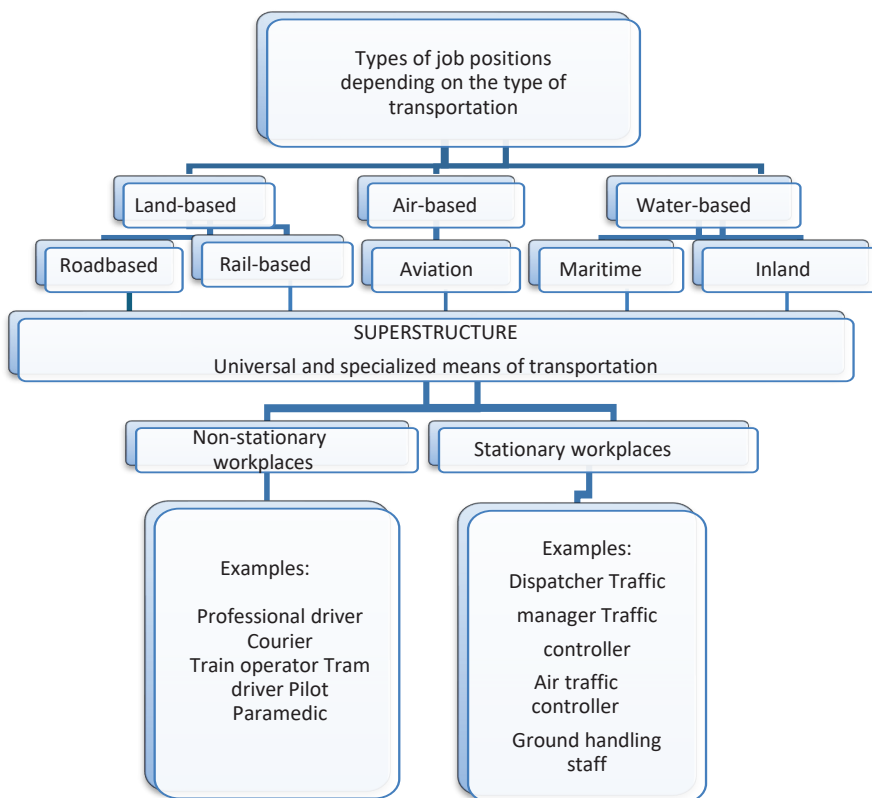 Types of job positions
depending on the type of
transportation
Land-based
Air-based
Water-based
Roadbased
Rail-based
Aviation
Maritime
Inland
SUPERSTRUCTURE
Universal and specialized means of transportation
Non-stationary
workplaces
Stationary workplaces
Examples:
Professional driver
Courier
Train operator Tram
driver Pilot
Paramedic
Examples:
Dispatcher Traffic
manager Traffic
controller
Air traffic
controller
Ground handling
staff